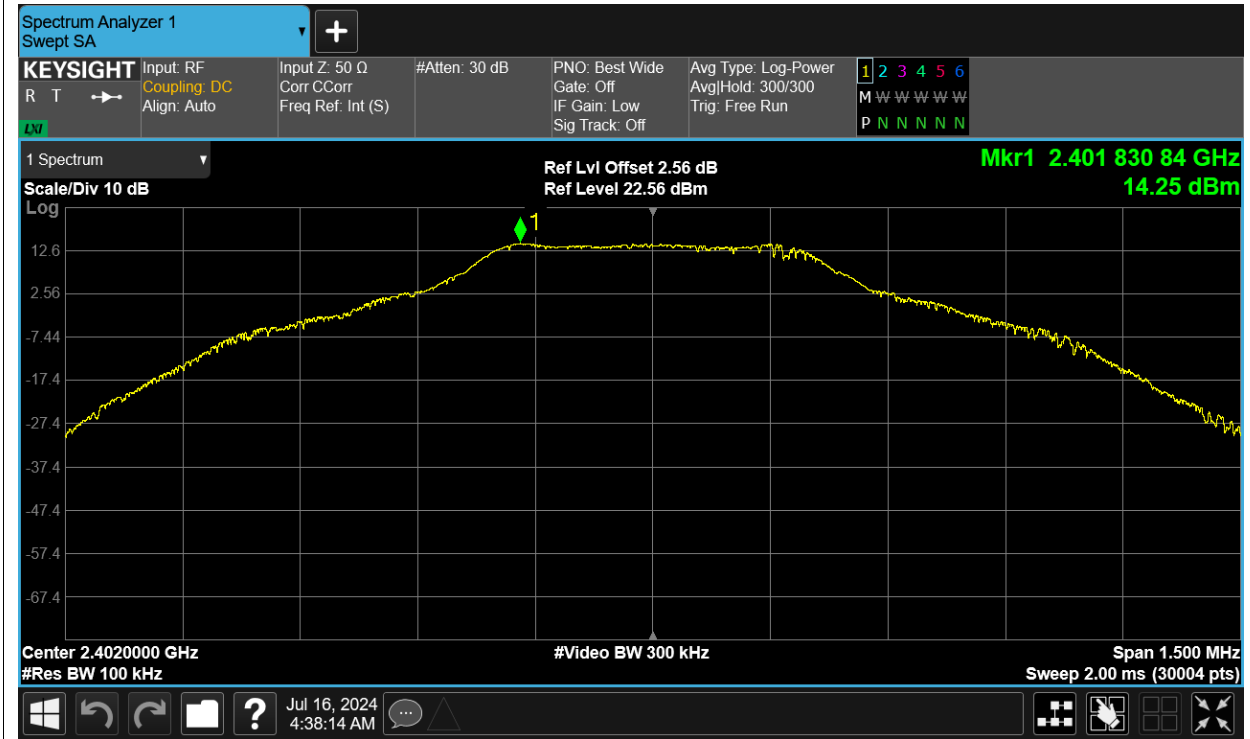 Spectrum Analyzer 1
Swept SA
+
KEYSIGHT
R T
LXI
Input: RF
Coupling: DC
Align: Auto
Input Z: 50 Ω
Corr CCorr
Freq Ref: Int (S)
#Atten: 30 dB
PNO: Best Wide
Gate: Off
IF Gain: Low
Sig Track: Off
Avg Type: Log-Power
Avg|Hold: 300/300
Trig: Free Run
1 2 3 4 5 6
M W W W W W
P N N N N N
1 Spectrum
Scale/Div 10 dB
Log
Ref Lvl Offset 2.56 dB
Ref Level 22.56 dBm
Mkr1 2.401 830 84 GHz
14.25 dBm
1
12.6
2.56
-7.44
-17.4
-27.4
-37.4
-47.4
-57.4
-67.4
Center 2.4020000 GHz
#Video BW 300 kHz
Span 1.500 MHz
#Res BW 100 kHz
Sweep 2.00 ms (30004 pts)
?
Jul 16, 2024
4:38:14 AM